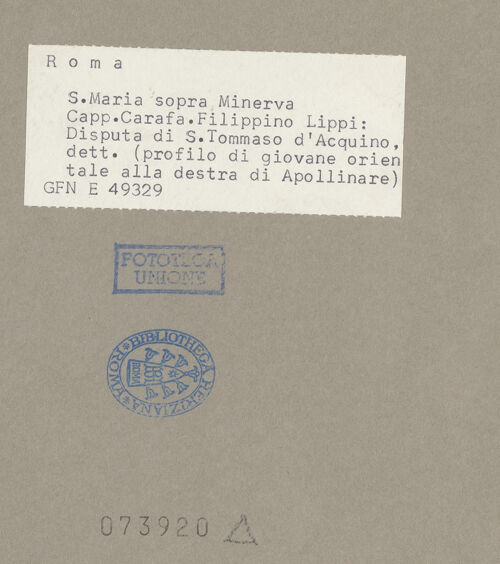 Roma
S.Maria sopra Minerva
Capp.Carafa.Filippino Lippi:
Disputa di S.Tommaso d'Acquino,
dett. (profilo di giovane orien
tale alla destra di Apollinare)
GFN E 49329
FOTOTECA
UNIONE
BIBLIOTHECA HERTZIANA ROMA
ROMA
073920